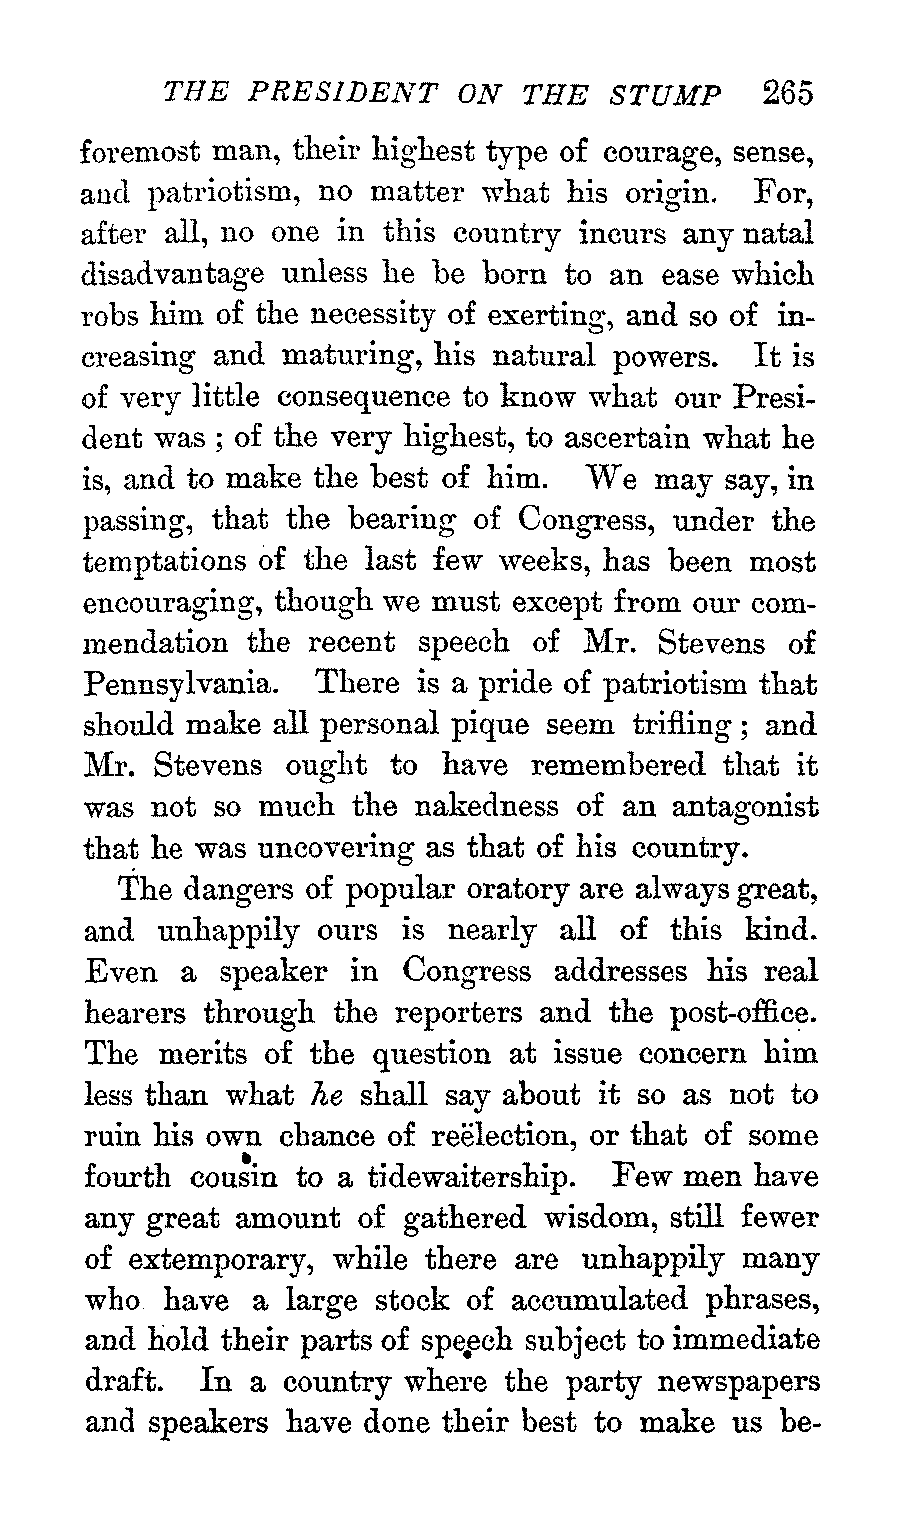 THE PRESIDENT ON THE STUMP 265
foremost man, their highest type of courage, sense,
and patriotism, no matter what his origin. For,
after all, no one in this country incurs any natal
disadvantage unless he be born to an ease which
robs him of the necessity of exerting, and so of in-
creasing and maturing, his natural powers. It is
of very little consequence to know what our Presi-
dent was ; of the very highest, to ascertain what he
is, and to make the best of him. We may say, in
passing, that the bearing of Congress, under the
temptations of the last few weeks, has been most
encouraging, though we must except from our com-
mendation the recent speech of Mr. Stevens of
Pennsylvania. There is a pride of patriotism that
should make all personal pique seem trifling ; and
Mr. Stevens ought to have remembered that it
was not so much the nakedness of an antagonist
that he was uncovering as that of his country.
The dangers of popular oratory are always great,
and unhappily ours is nearly all of this kind.
Even a speaker in Congress addresses his real
hearers through the reporters and the post-office.
The merits of the question at issue concern him
less than what he shall say about it so as not to
ruin his own chance of reëlection, or that of some
fourth cousin to a tidewaitership. Few men have
any great amount of gathered wisdom, still fewer
of extemporary, while there are unhappily many
who have a large stock of accumulated phrases,
and hold their parts of speech subject to immediate
draft. In a country where the party newspapers
and speakers have done their best to make us be-